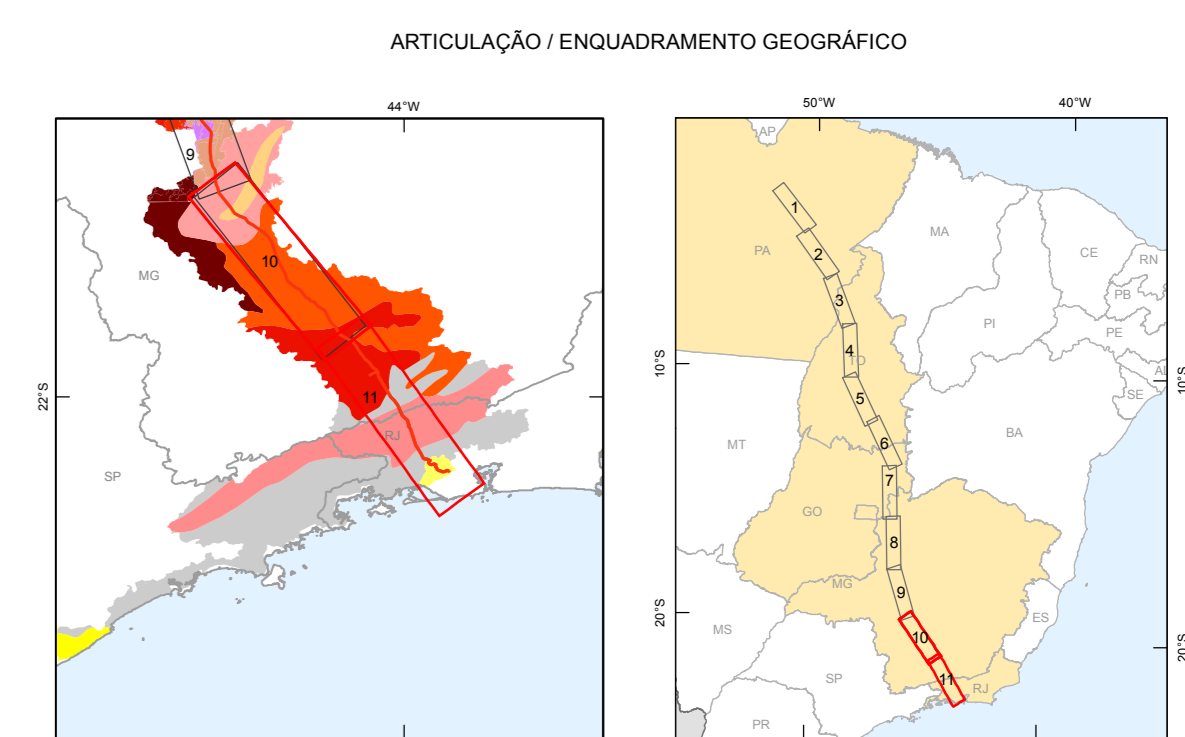 ARTICULAÇÃO / ENQUADRAMENTO GEOGRÁFICO
44°W
9
MG
10
22°S
11
RJ
SP
50°W
40°W
AP
1
PA
2
MA
CE
RN
3
PB
PI
PE
4
TO
10°S
AL
10°S
SE
5
BA
6
MT
7
GO
8
MG
9
ES
20°S
MS
10
20°S
11
SP
RJ
PR